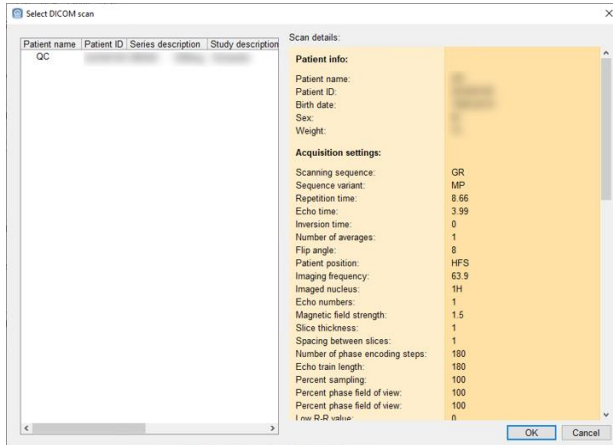 Select DICOM scan
Patient name Patient ID Series description Study description
QC
Scan details:
Patient info:
Patient name:
Patient ID:
Birth date:
Sex:
Weight:
Acquisition settings:
Scanning sequence: GR
Sequence variant: MP
Repetition time: 8.66
Echo time: 3.99
Inversion time: 0
Number of averages: 1
Flip angle: 8
Patient position: HFS
Imaging frequency: 63.9
Imaged nucleus: 1H
Echo numbers: 1
Magnetic field strength: 1.5
Slice thickness: 1
Spacing between slices: 1
Number of phase encoding steps: 180
Echo train length: 180
Percent sampling: 100
Percent phase field of view: 100
Percent phase field of view: 100
Low R-R value: 0
OK Cancel